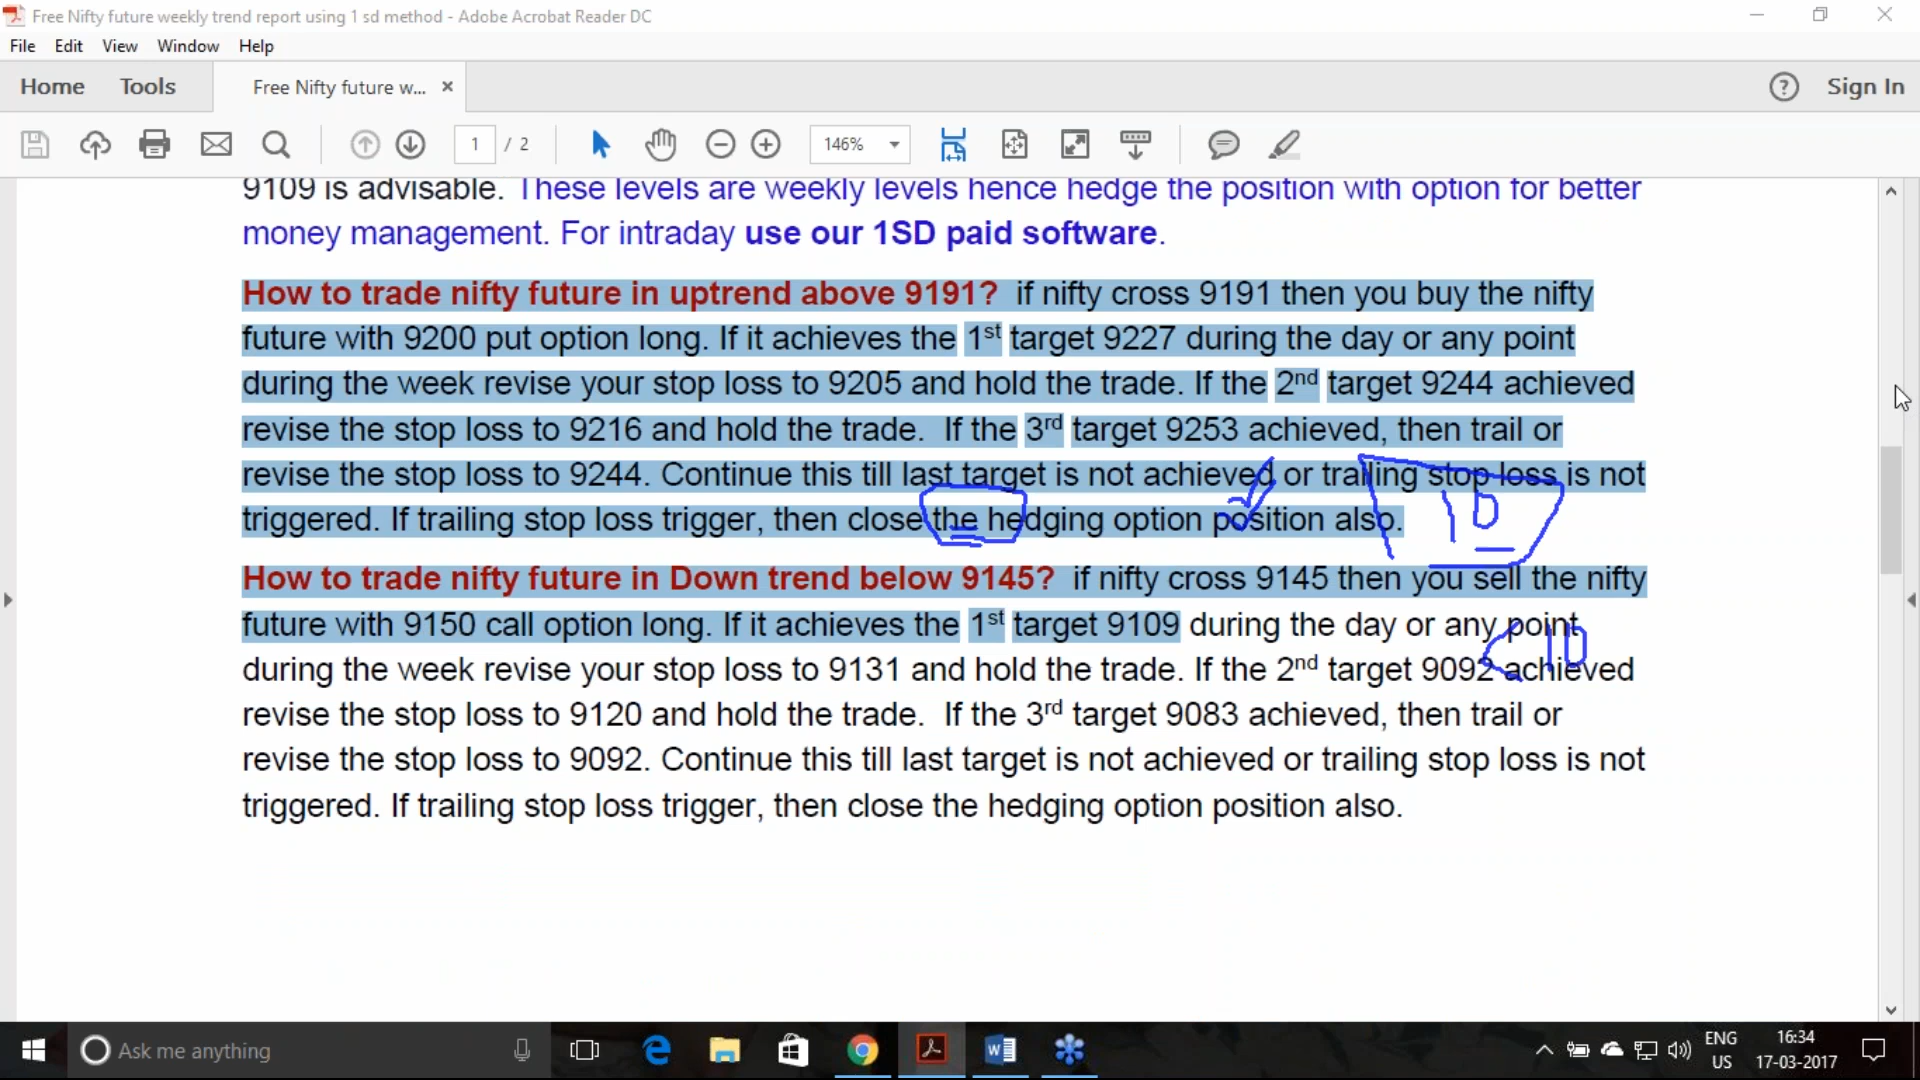 Free Nifty future weekly trend report using 1 sd method - Adobe Acrobat Reader DC
File Edit View Window Help
Home Tools Free Nifty future w... × ? Sign In
1 / 2 146%
9109 is advisable. These levels are weekly levels hence hedge the position with option for better
money management. For intraday use our 1SD paid software.
How to trade nifty future in uptrend above 9191? if nifty cross 9191 then you buy the nifty
future with 9200 put option long. If it achieves the 1st target 9227 during the day or any point
during the week revise your stop loss to 9205 and hold the trade. If the 2nd target 9244 achieved
revise the stop loss to 9216 and hold the trade. If the 3rd target 9253 achieved, then trail or
revise the stop loss to 9244. Continue this till last target is not achieved or trailing stop loss is not
triggered. If trailing stop loss trigger, then close the hedging option position also.
10
How to trade nifty future in Down trend below 9145? if nifty cross 9145 then you sell the nifty
future with 9150 call option long. If it achieves the 1st target 9109 during the day or any point
<10
during the week revise your stop loss to 9131 and hold the trade. If the 2nd target 9092 achieved
revise the stop loss to 9120 and hold the trade. If the 3rd target 9083 achieved, then trail or
revise the stop loss to 9092. Continue this till last target is not achieved or trailing stop loss is not
triggered. If trailing stop loss trigger, then close the hedging option position also.
Ask me anything
ENG 16:34
US 17-03-2017